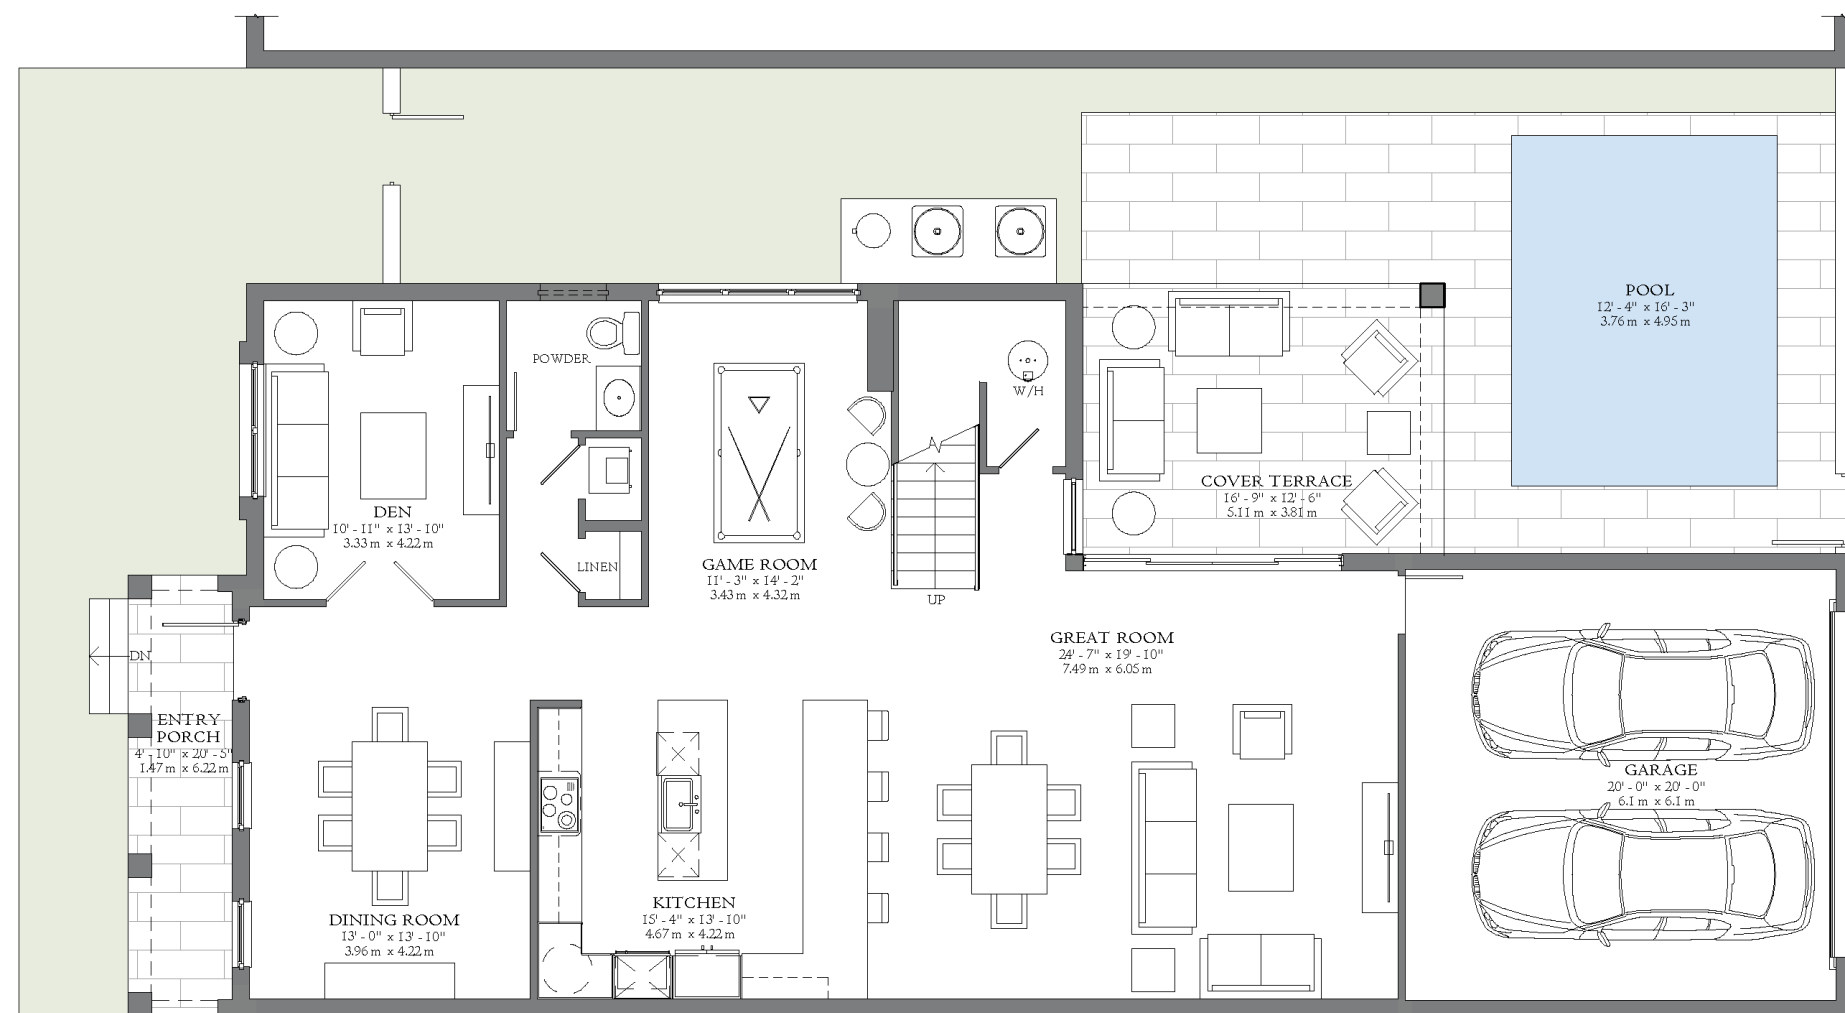 POOL
12' - 4" x 16' - 3"
3.76 m x 4.95 m
POWDER
W/H
COVER TERRACE
16' - 9" x 12' - 6"
5.11 m x 3.81 m
DEN
10' - 11" x 13' - 10"
3.33 m x 4.22 m
LINEN
GAME ROOM
11' - 3" x 14' - 2"
3.43 m x 4.32 m
UP
GREAT ROOM
24' - 7" x 19' - 10"
7.49 m x 6.05 m
DN
ENTRY
PORCH
4' - 10" x 20' - 5"
1.47 m x 6.22 m
GARAGE
20' - 0" x 20' - 0"
6.1 m x 6.1 m
KITCHEN
15' - 4" x 13' - 10"
4.67 m x 4.22 m
DINING ROOM
13' - 0" x 13' - 10"
3.96 m x 4.22 m